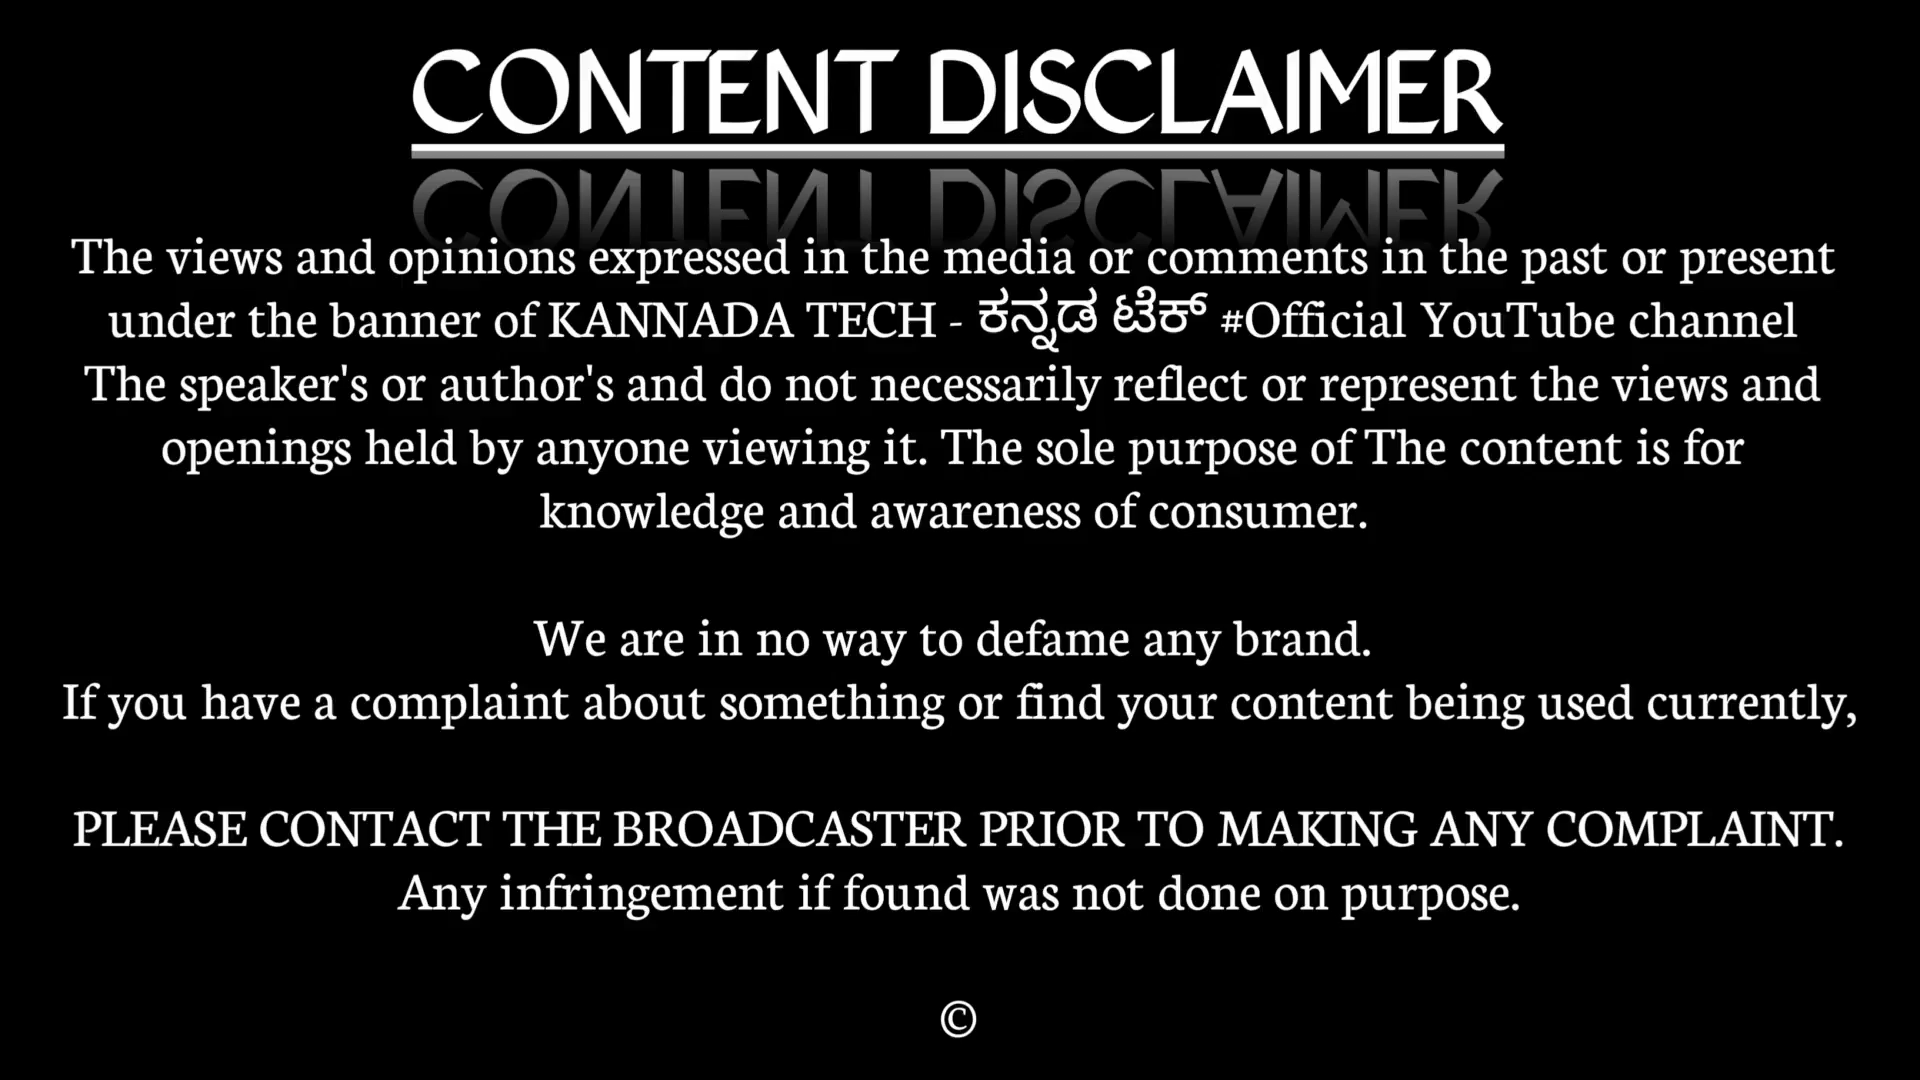 CONTENT DISCLAIMER
The views and opinions expressed in the media or comments in the past or present
under the banner of KANNADA TECH - ಕನ್ನಡ ಟೆಕ್ #Official YouTube channel
The speaker's or author's and do not necessarily reflect or represent the views and
openings held by anyone viewing it. The sole purpose of The content is for
knowledge and awareness of consumer.
We are in no way to defame any brand.
If you have a complaint about something or find your content being used currently,
PLEASE CONTACT THE BROADCASTER PRIOR TO MAKING ANY COMPLAINT.
Any infringement if found was not done on purpose.
©